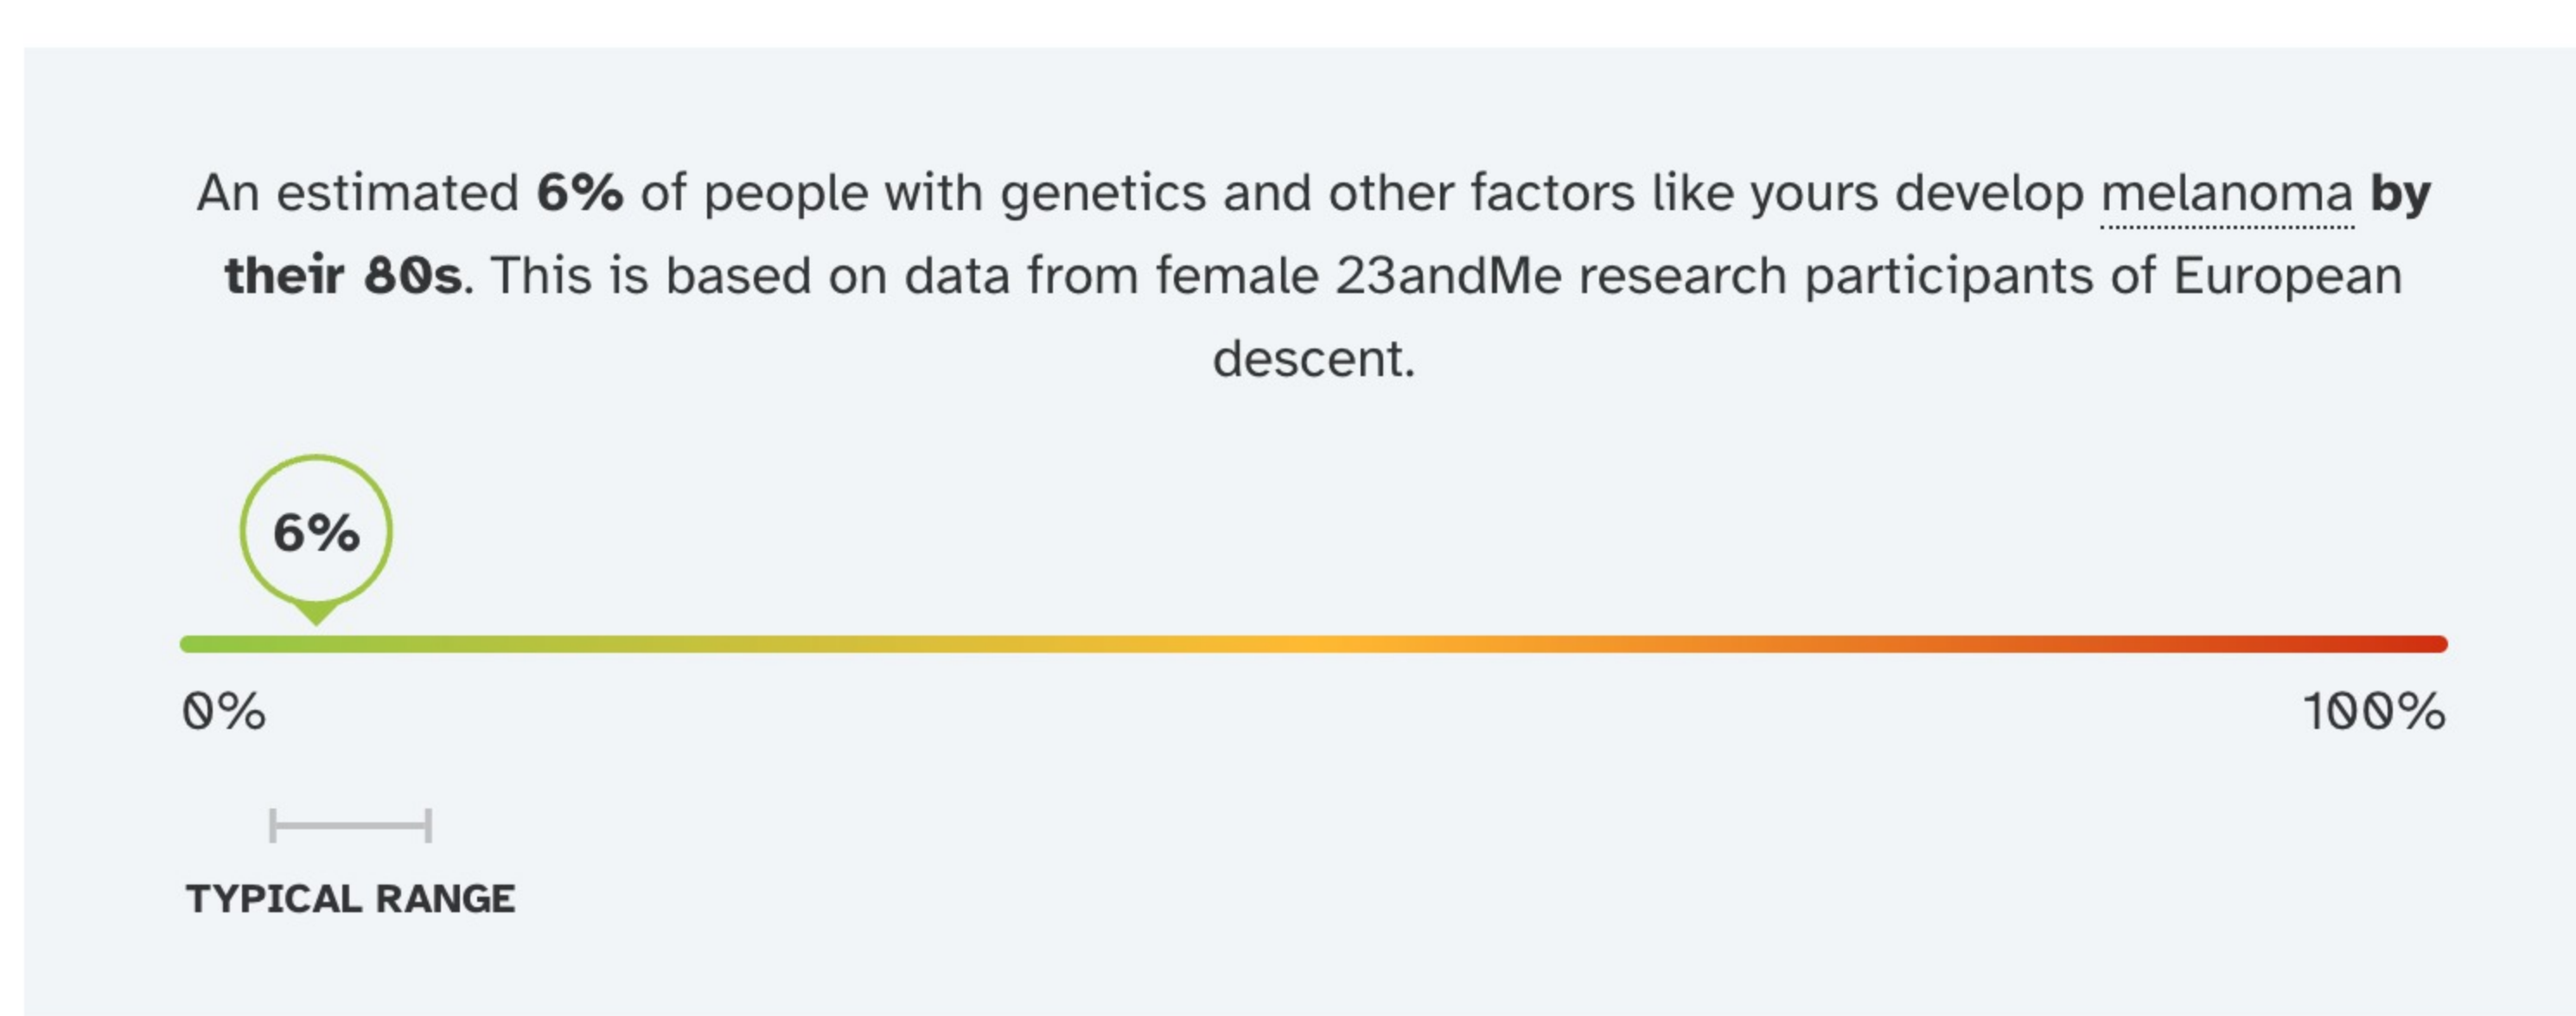 An estimated 6% of people with genetics and other factors like yours develop melanoma by
their 80s. This is based on data from female 23andMe research participants of European
descent.
6%
0%
100%
TYPICAL RANGE